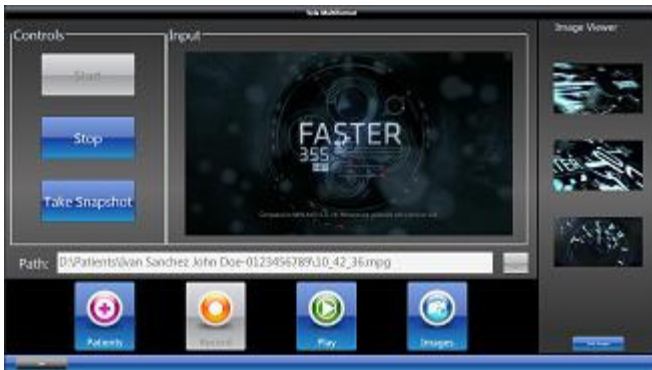 Controls
Input
Image Viewer
Start
Stop
Take Snapshot
FASTER
355
Path: D:\Patients\Ivan Sanchez John Doe-0123456789\10_42_36.mpg
Patients
Record
Play
Images